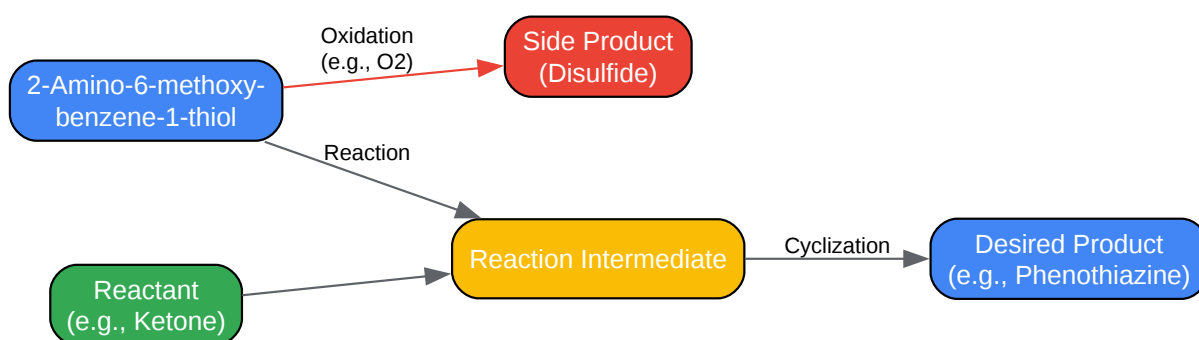 Oxidation
(e.g., O2)
Side Product
(Disulfide)
2-Amino-6-methoxy-
benzene-1-thiol
Reaction
Reaction Intermediate
Cyclization
Desired Product
(e.g., Phenothiazine)
Reactant
(e.g., Ketone)